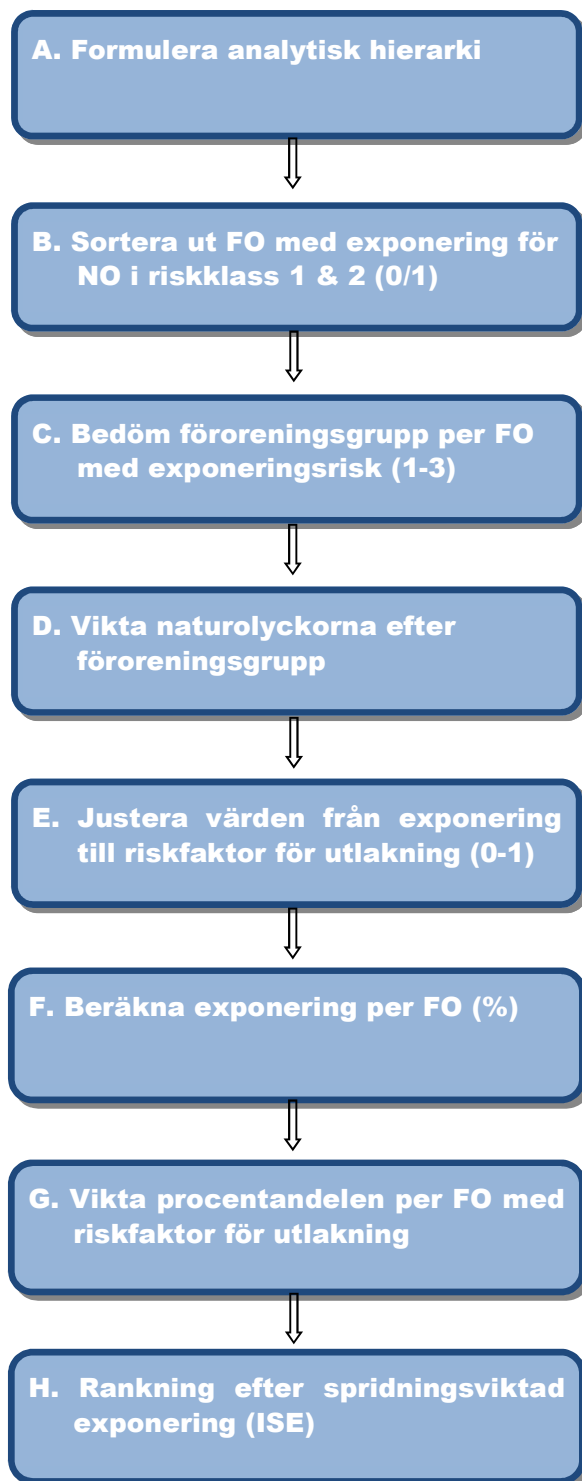 A. Formulera analytisk hierarki
B. Sortera ut FO med exponering för
NO i riskklass 1 & 2 (0/1)
C. Bedöm föroreningsgrupp per FO
med exponeringsrisk (1-3)
D. Vikta naturolyckorna efter
föroreningsgrupp
E. Justera värden från exponering
till riskfaktor för utlakning (0-1)
F. Beräkna exponering per FO (%)
G. Vikta procentandelen per FO med
riskfaktor för utlakning
H. Rankning efter spridningsviktad
exponering (ISE)